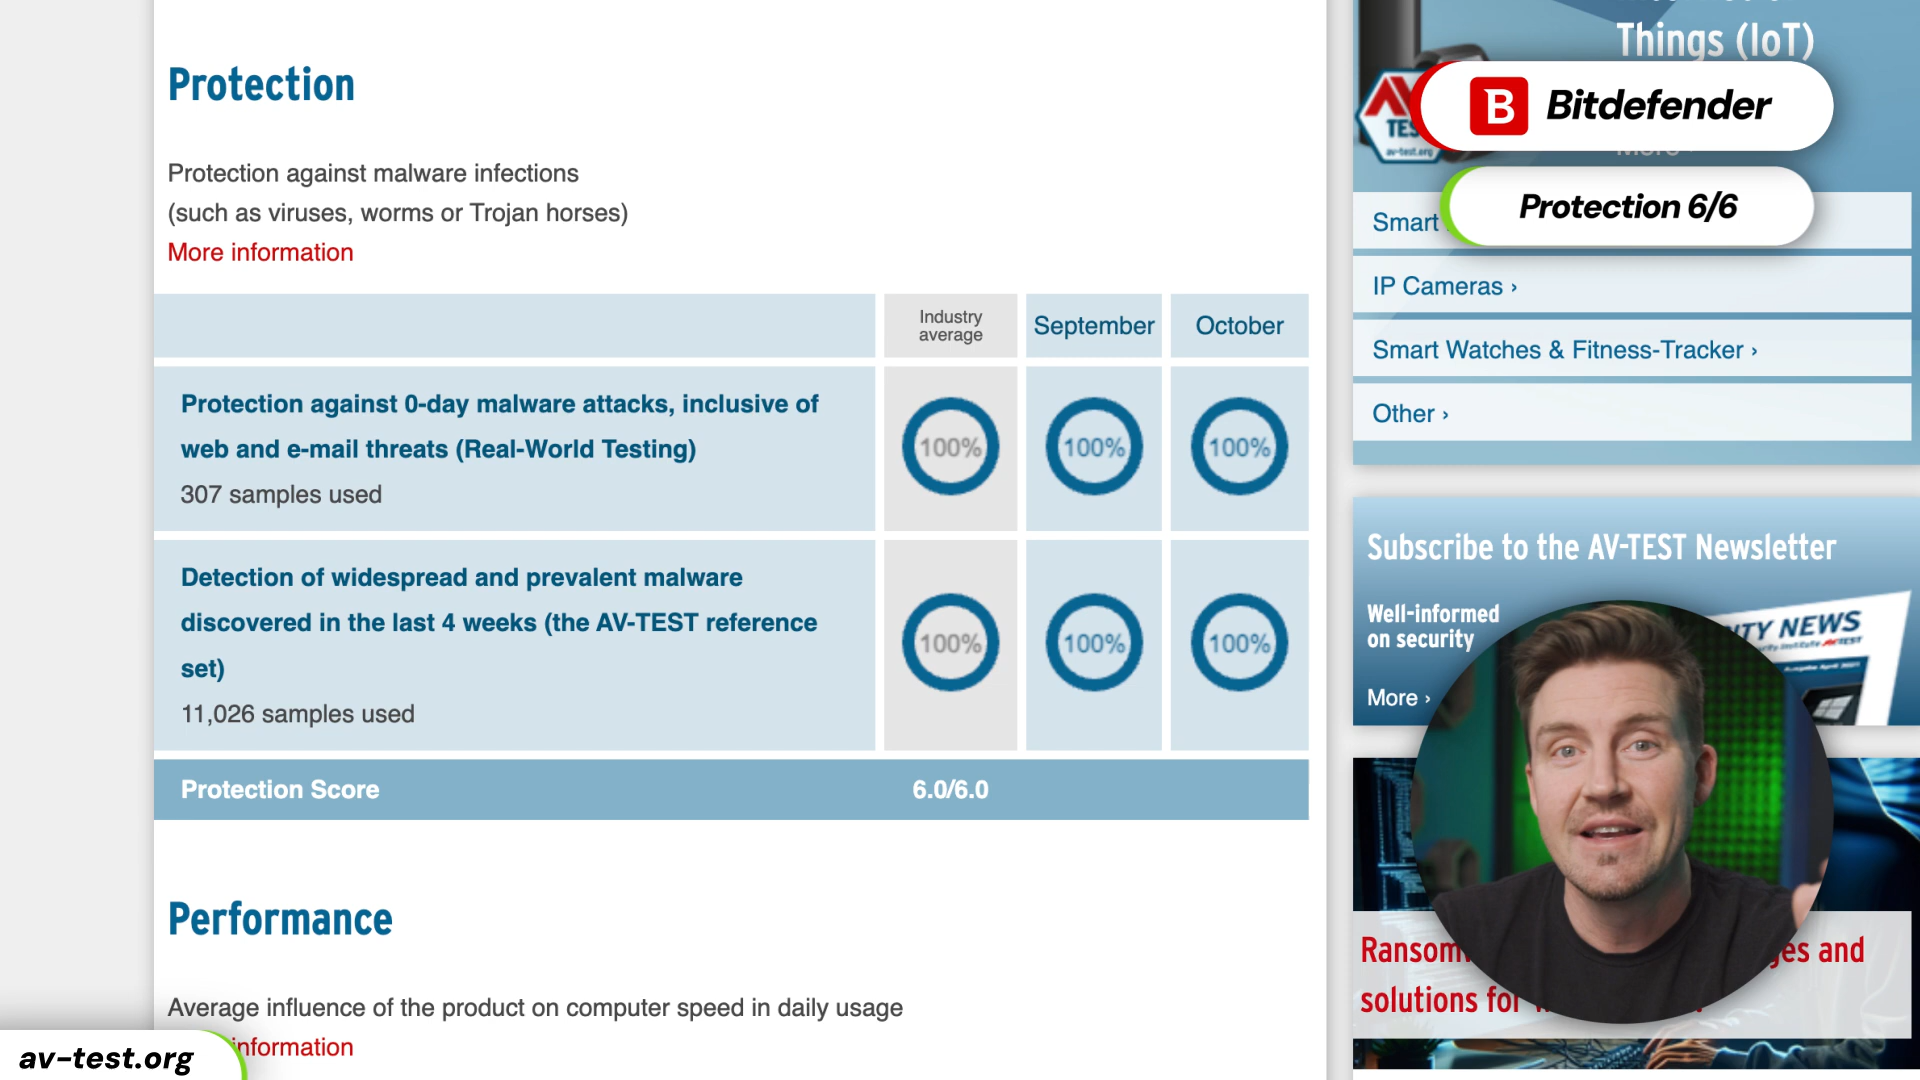 Protection
Protection against malware infections
(such as viruses, worms or Trojan horses)
More information
Industry
average
September
October
Protection against 0-day malware attacks, inclusive of
web and e-mail threats (Real-World Testing)
307 samples used
100%
100%
100%
Detection of widespread and prevalent malware
discovered in the last 4 weeks (the AV-TEST reference
set)
11,026 samples used
100%
100%
100%
Protection Score
6.0/6.0
Performance
Average influence of the product on computer speed in daily usage
information
av-test.org
Things (IoT)
AV
TES
av-test.org
B Bitdefender
Protection 6/6
Smart
IP Cameras ›
Smart Watches & Fitness-Tracker ›
Other ›
Subscribe to the AV-TEST Newsletter
Well-informed
on security
More ›
ITY NEWS
and
solutions for